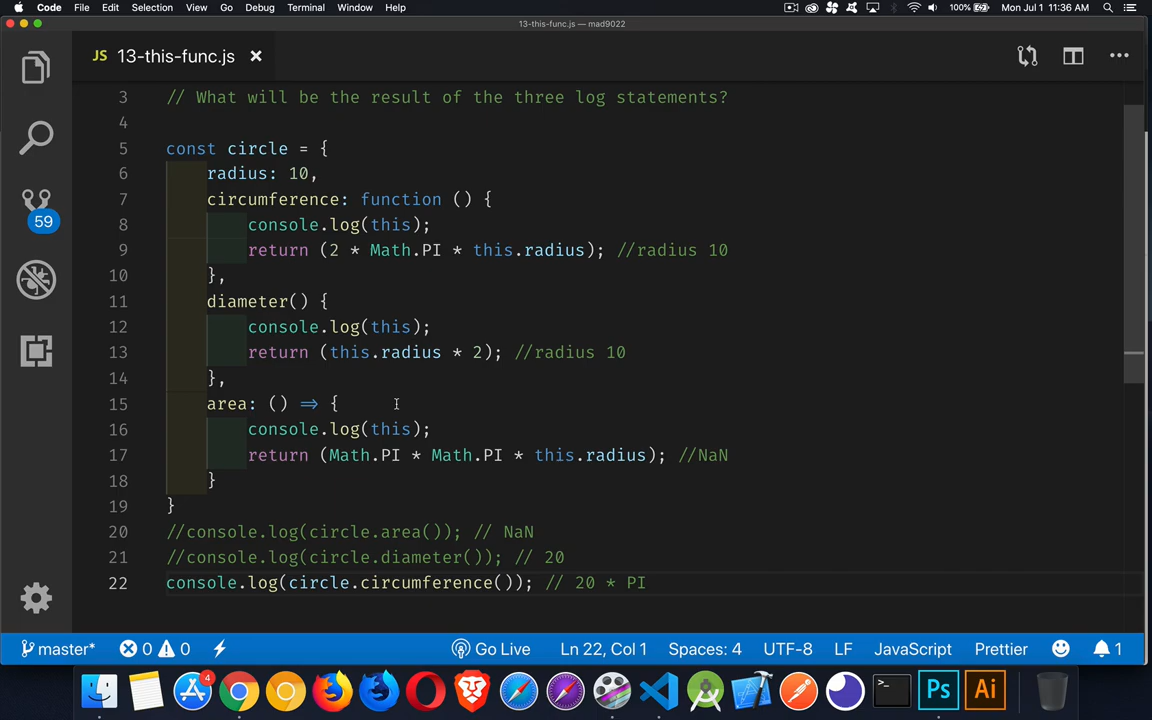 Code File Edit Selection View Go Debug Terminal Window Help 100% Mon Jul 1 11:36 AM
13-this-func.js — mad9022
JS 13-this-func.js
3 // What will be the result of the three log statements?
4
5 const circle = {
6 radius: 10,
7 circumference: function () {
8 console.log(this);
9 return (2 * Math.PI * this.radius); //radius 10
10 },
11 diameter() {
12 console.log(this);
13 return (this.radius * 2); //radius 10
14 },
15 area: () => {
16 console.log(this);
17 return (Math.PI * Math.PI * this.radius); //NaN
18 }
19 }
20 //console.log(circle.area()); // NaN
21 //console.log(circle.diameter()); // 20
22 console.log(circle.circumference()); // 20 * PI
59
master* 0 0 Go Live Ln 22, Col 1 Spaces: 4 UTF-8 LF JavaScript Prettier 1
4
>_
Ps
Ai